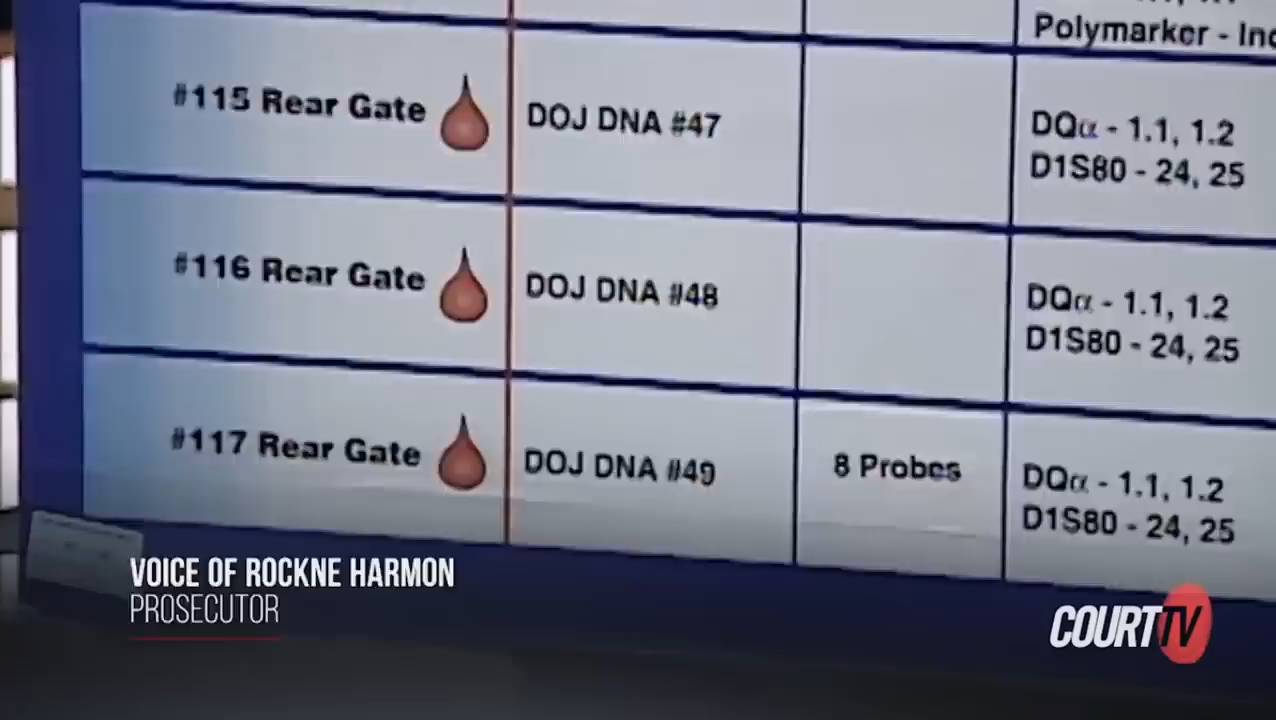 Polymarker - Inc
#115 Rear Gate
DOJ DNA #47
DQα - 1.1, 1.2
D1S80 - 24, 25
#116 Rear Gate
DOJ DNA #48
DQα - 1.1, 1.2
D1S80 - 24, 25
#117 Rear Gate
DOJ DNA #49
8 Probes
DQα - 1.1, 1.2
D1S80 - 24, 25
VOICE OF ROCKNE HARMON
PROSECUTOR
COURT TV